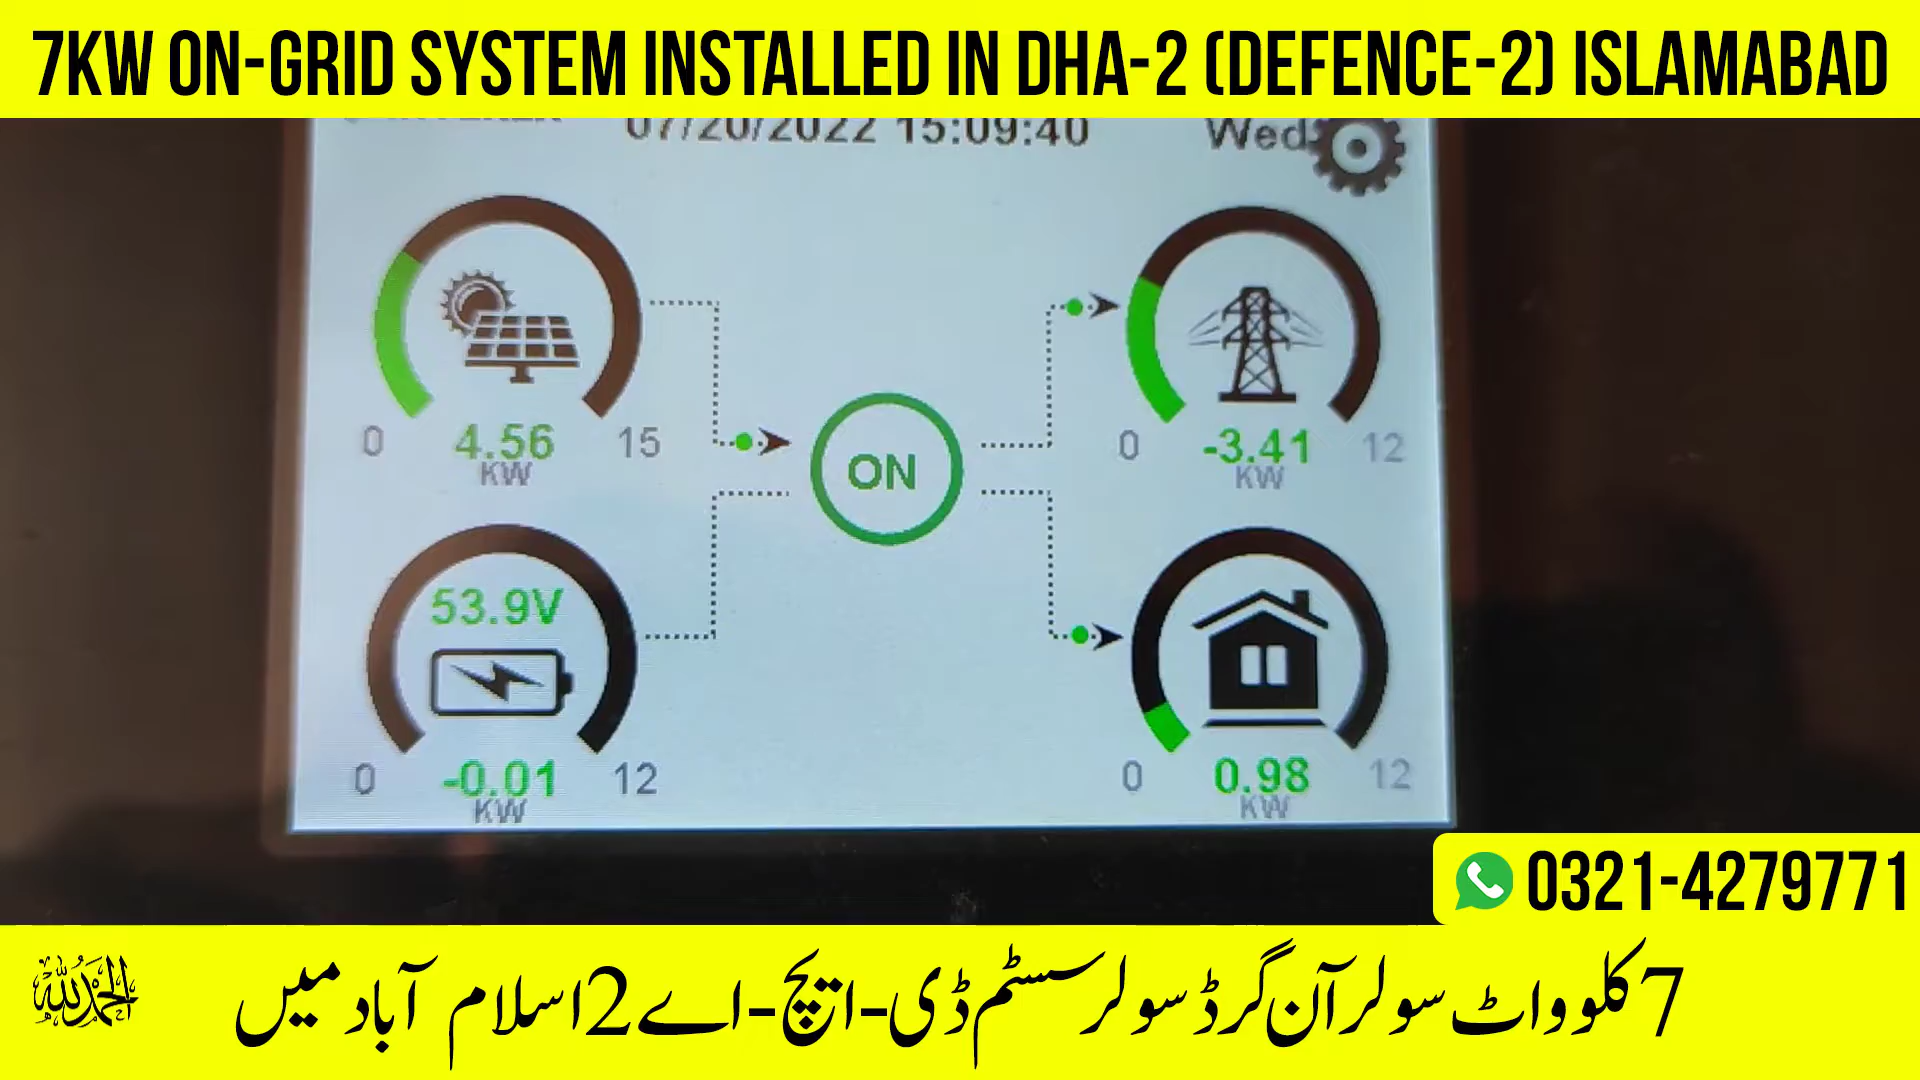 7KW ON-GRID SYSTEM INSTALLED IN DHA-2 (DEFENCE-2) ISLAMABAD
07/20/2022 15:09:40 Wed
0 4.56 15
KW
0 -3.41 12
KW
ON
53.9V
0 -0.01 12
KW
0 0.98 12
KW
0321-4279771
7 کلو واٹ سولر آن گرڈ سولر سسٹم ڈی-ایچ-اے 2 اسلام آباد میں
الحمدللہ